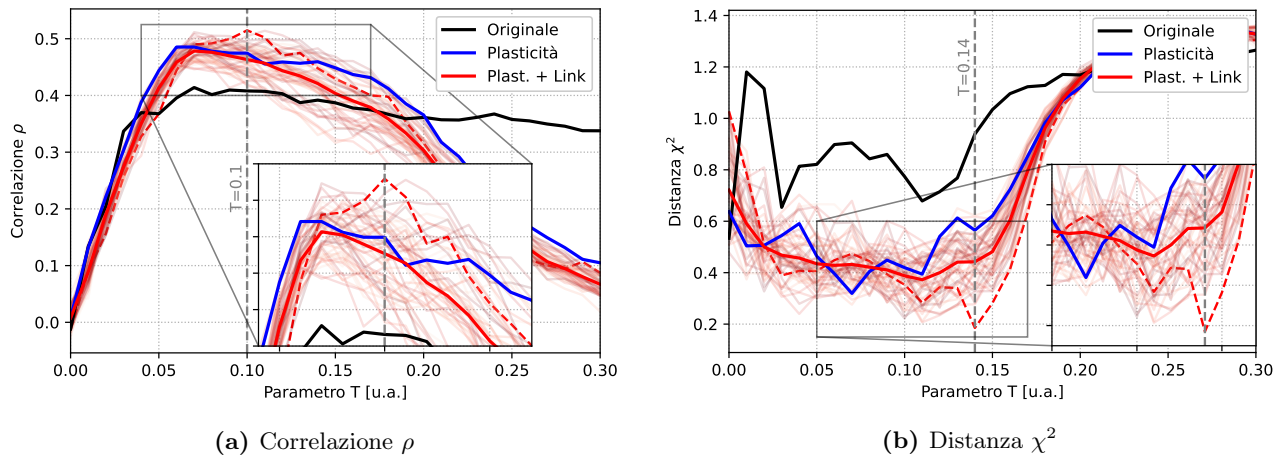 0.5
0.4
0.3
0.2
0.1
0.0
Correlazione ρ
Originale
Plasticità
Plast. + Link
T=0.1
0.00 0.05 0.10 0.15 0.20 0.25 0.30
Parametro T [u.a.]
(a) Correlazione ρ
1.4
1.2
1.0
0.8
0.6
0.4
0.2
Distanza χ²
Originale
Plasticità
Plast. + Link
T=0.14
0.00 0.05 0.10 0.15 0.20 0.25 0.30
Parametro T [u.a.]
(b) Distanza χ²